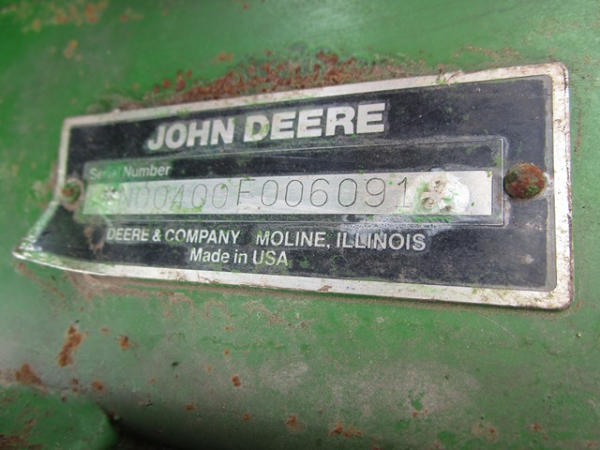 JOHN DEERE
Serial Number
N00400F006091
DEERE & COMPANY MOLINE, ILLINOIS
Made in USA